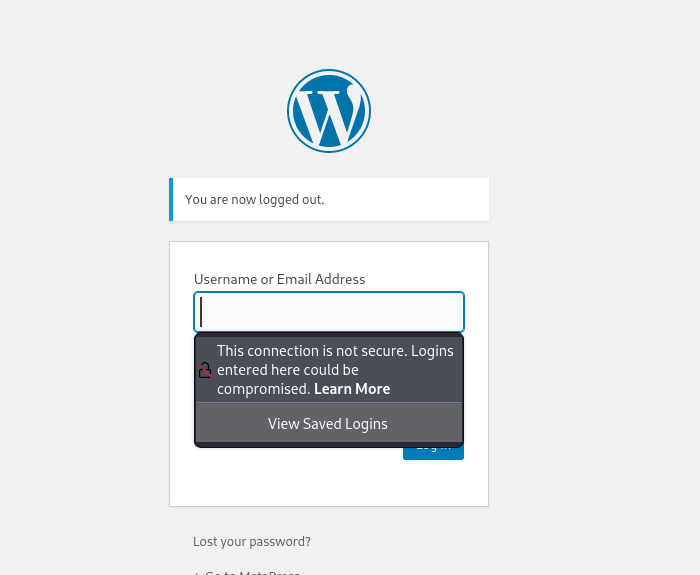 You are now logged out.
Username or Email Address
This connection is not secure. Logins
entered here could be
compromised. Learn More
View Saved Logins
Log In
Lost your password?
← Go to MetaPress